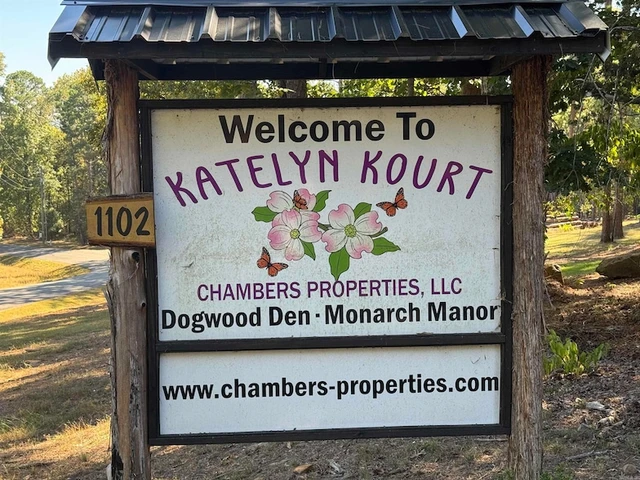 Welcome To
KATELYN KOURT
1102
CHAMBERS PROPERTIES, LLC
Dogwood Den · Monarch Manor
www.chambers-properties.com